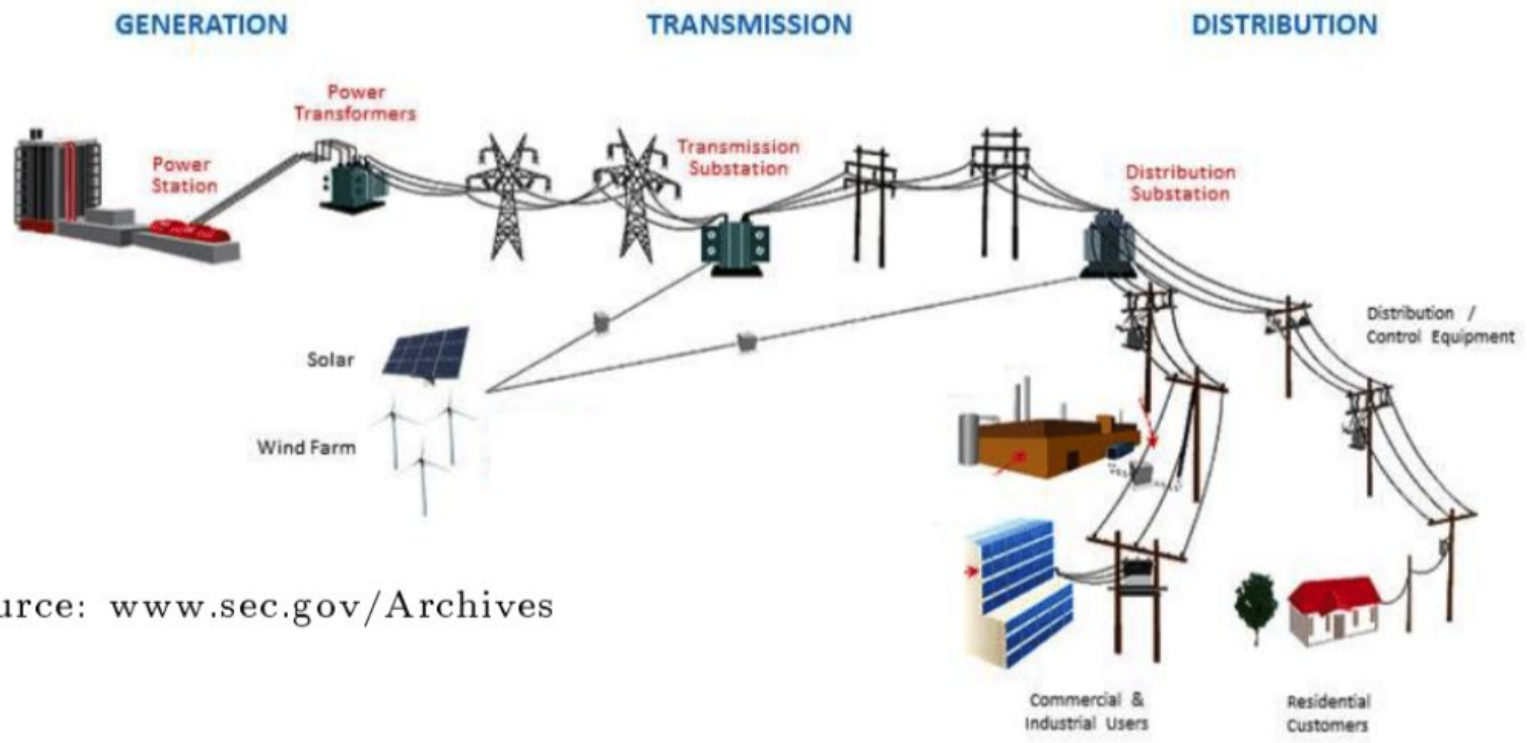 GENERATION
TRANSMISSION
DISTRIBUTION
Power
Transformers
Power
Station
Transmission
Substation
Distribution
Substation
Solar
Wind Farm
Distribution /
Control Equipment
urce: www.sec.gov/Archives
Commercial &
Industrial Users
Residential
Customers